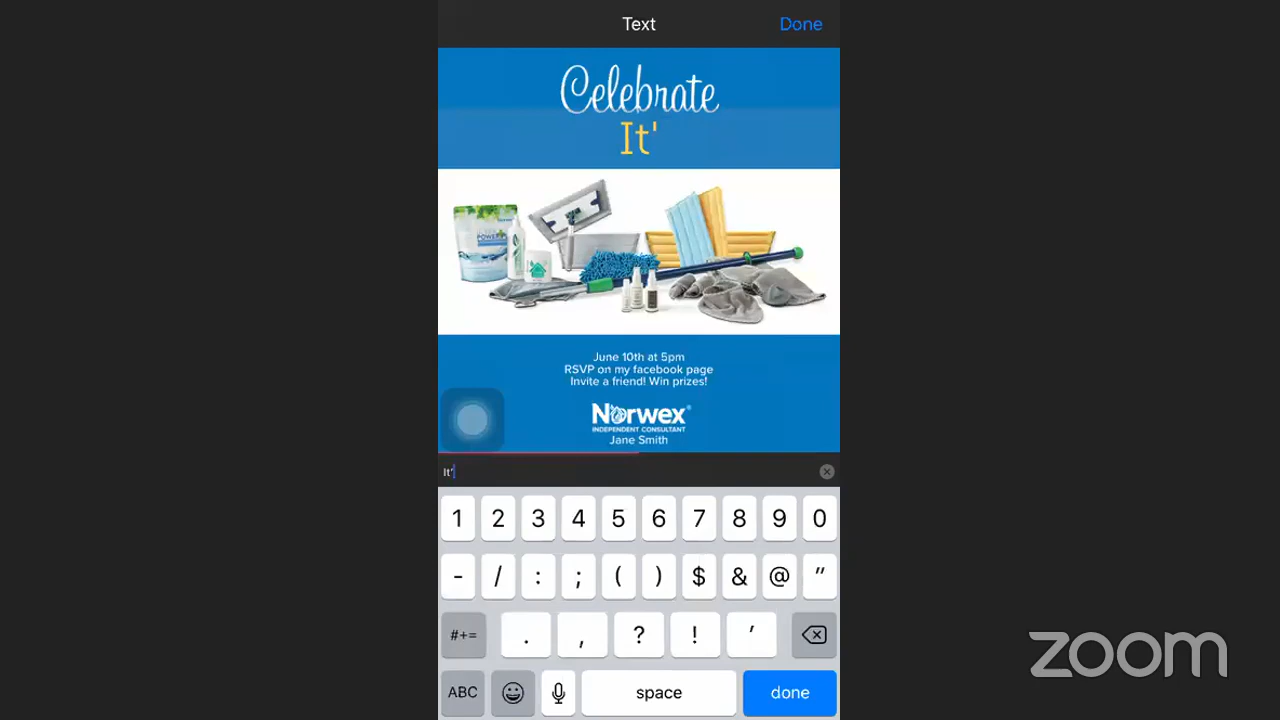 Text
Done
Celebrate
It'
POWER
June 10th at 5pm
RSVP on my facebook page
Invite a friend! Win prizes!
Norwex®
INDEPENDENT CONSULTANT
Jane Smith
It'
1 2 3 4 5 6 7 8 9 0
- / : ; ( ) $ & @ "
#+= . , ? ! '
ABC space done
zoom